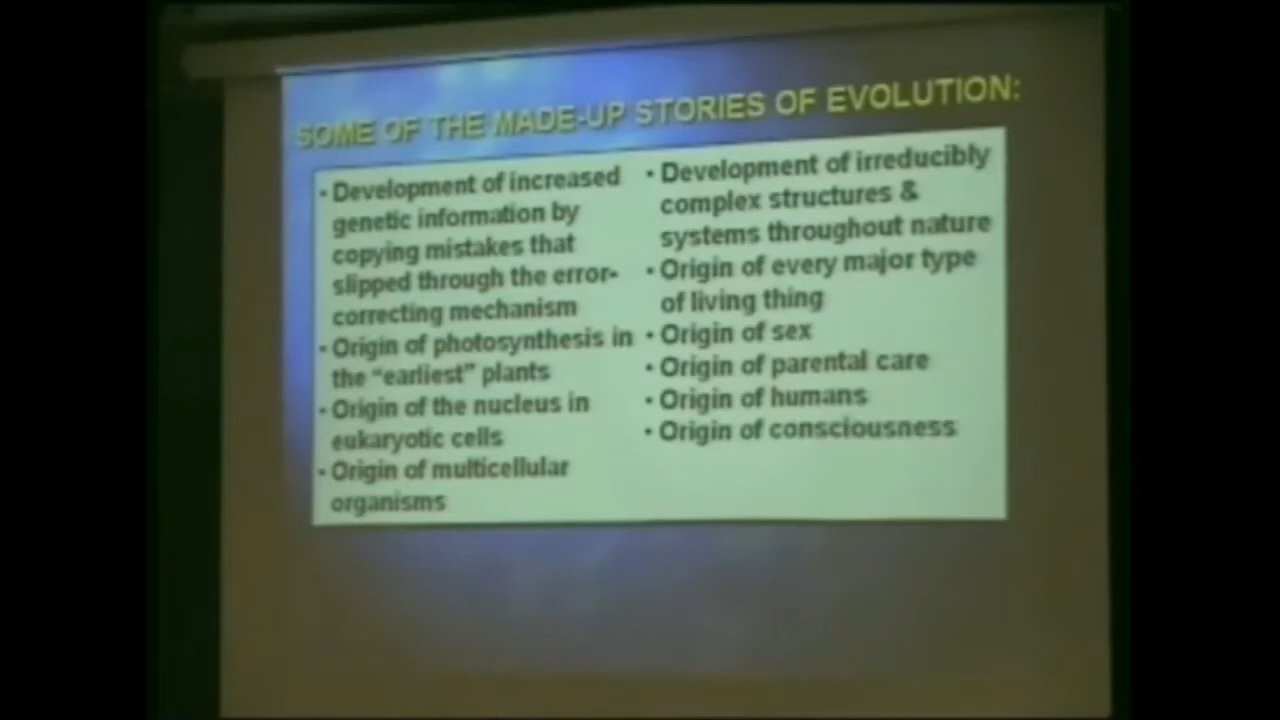 SOME OF THE MADE-UP STORIES OF EVOLUTION:
• Development of increased
genetic information by
copying mistakes that
slipped through the error-
correcting mechanism
• Origin of photosynthesis in
the “earliest” plants
• Origin of the nucleus in
eukaryotic cells
• Origin of multicellular
organisms
• Development of irreducibly
complex structures &
systems throughout nature
• Origin of every major type
of living thing
• Origin of sex
• Origin of parental care
• Origin of humans
• Origin of consciousness